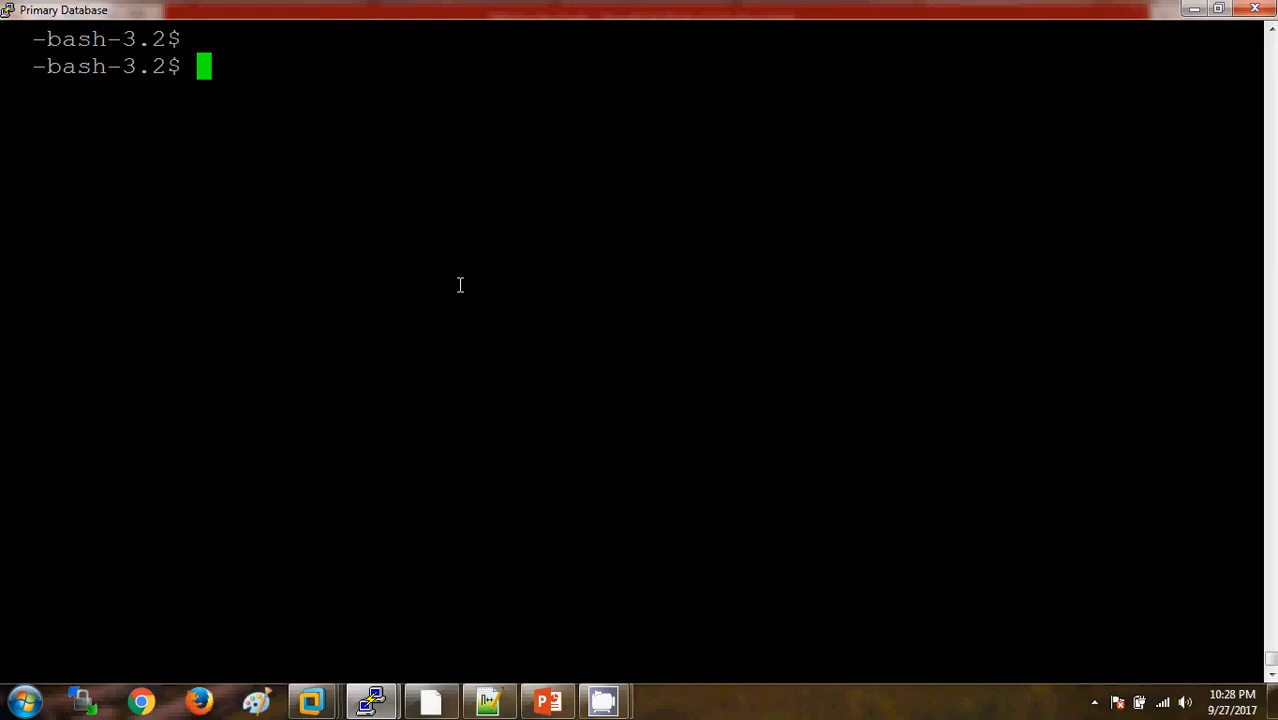 Primary Database
-bash-3.2$
-bash-3.2$
10:28 PM
9/27/2017